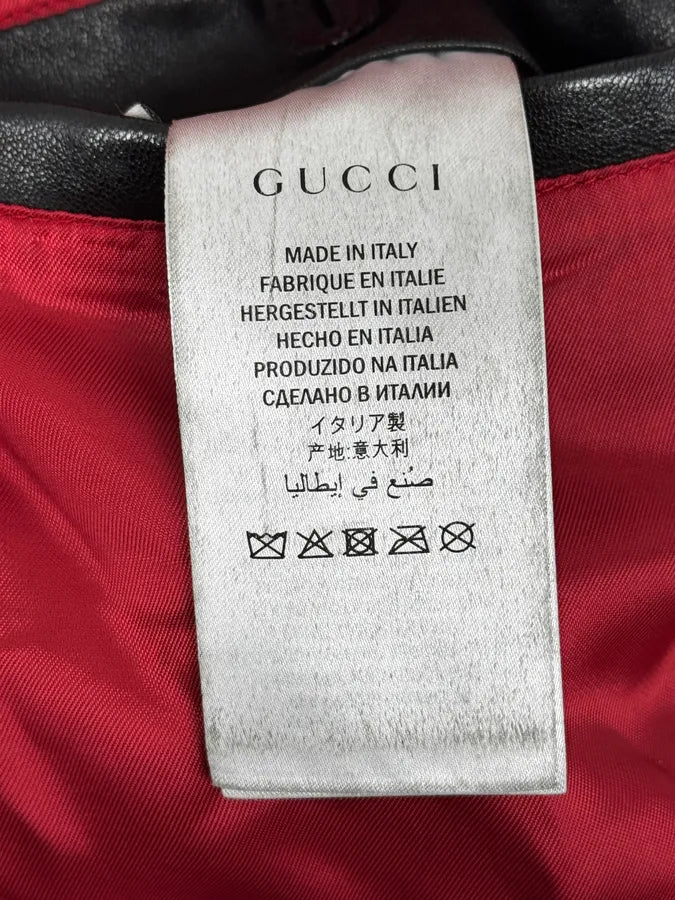 GUCCI
MADE IN ITALY
FABRIQUE EN ITALIE
HERGESTELLT IN ITALIEN
HECHO EN ITALIA
PRODUZIDO NA ITALIA
СДЕЛАНО В ИТАЛИИ
イタリア製
产地:意大利
صُنع في إيطاليا